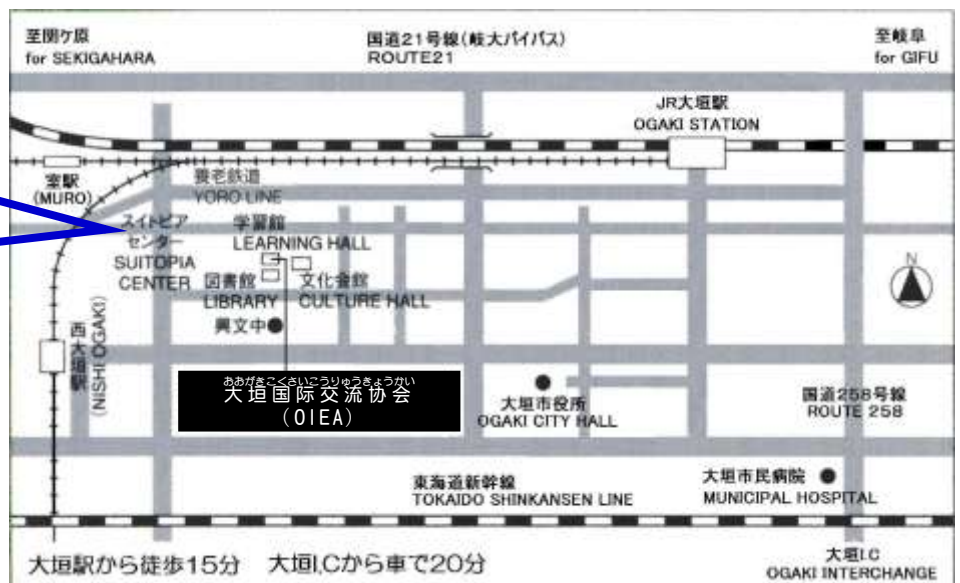 至関ケ原
for SEKIGAHARA
国道21号線(岐大バイパス)
ROUTE21
至岐阜
for GIFU
JR大垣駅
OGAKI STATION
室駅
(MURO)
養老鉄道
YORO LINE
スイトピア
センター
SUITOPIA
CENTER
学習館
LEARNING HALL
図書館
LIBRARY
文化会館
CULTURE HALL
興文中
N
西大垣駅
(NISHI OGAKI)
おおがきこくさいこうりゅうきょうかい
大垣国际交流协会
(OIEA)
大垣市役所
OGAKI CITY HALL
国道258号線
ROUTE 258
東海道新幹線
TOKAIDO SHINKANSEN LINE
大垣市民病院
MUNICIPAL HOSPITAL
大垣駅から徒歩15分 大垣I,Cから車で20分
大垣I.C
OGAKI INTERCHANGE